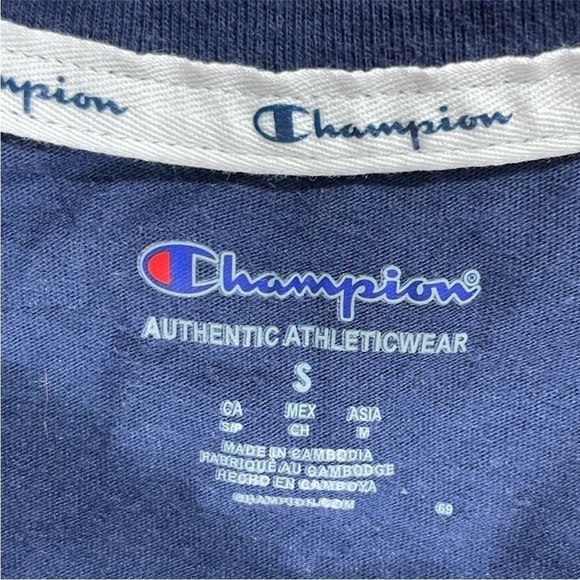 mpion Champion
Champion®
AUTHENTIC ATHLETICWEAR
S
CA MEX ASIA
S/P CH M
MADE IN CAMBODIA
FABRIQUÉ AU CAMBODGE
HECHO EN CAMBOYA
CHAMPION.COM
69